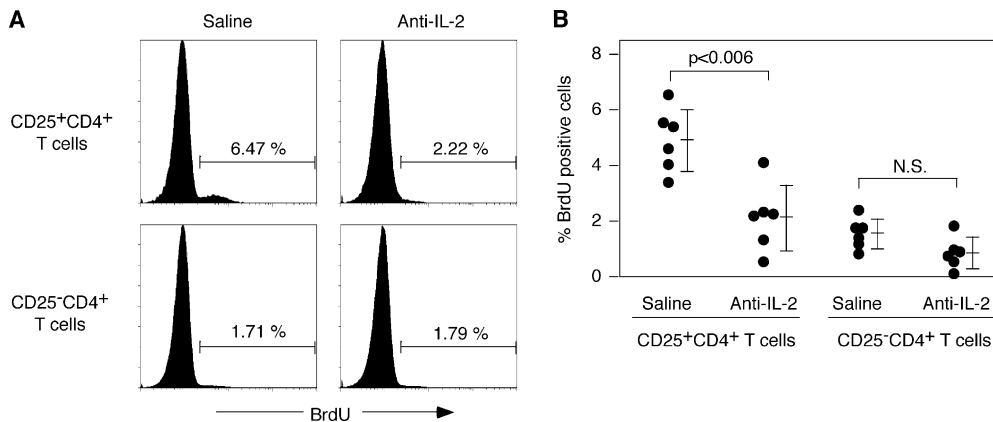 A
Saline
Anti-IL-2
CD25+CD4+
T cells
6.47 %
2.22 %
CD25-CD4+
T cells
1.71 %
1.79 %
BrdU
B
% BrdU positive cells
8
6
4
2
0
p<0.006
N.S.
Saline
Anti-IL-2
Saline
Anti-IL-2
CD25+CD4+ T cells
CD25-CD4+ T cells